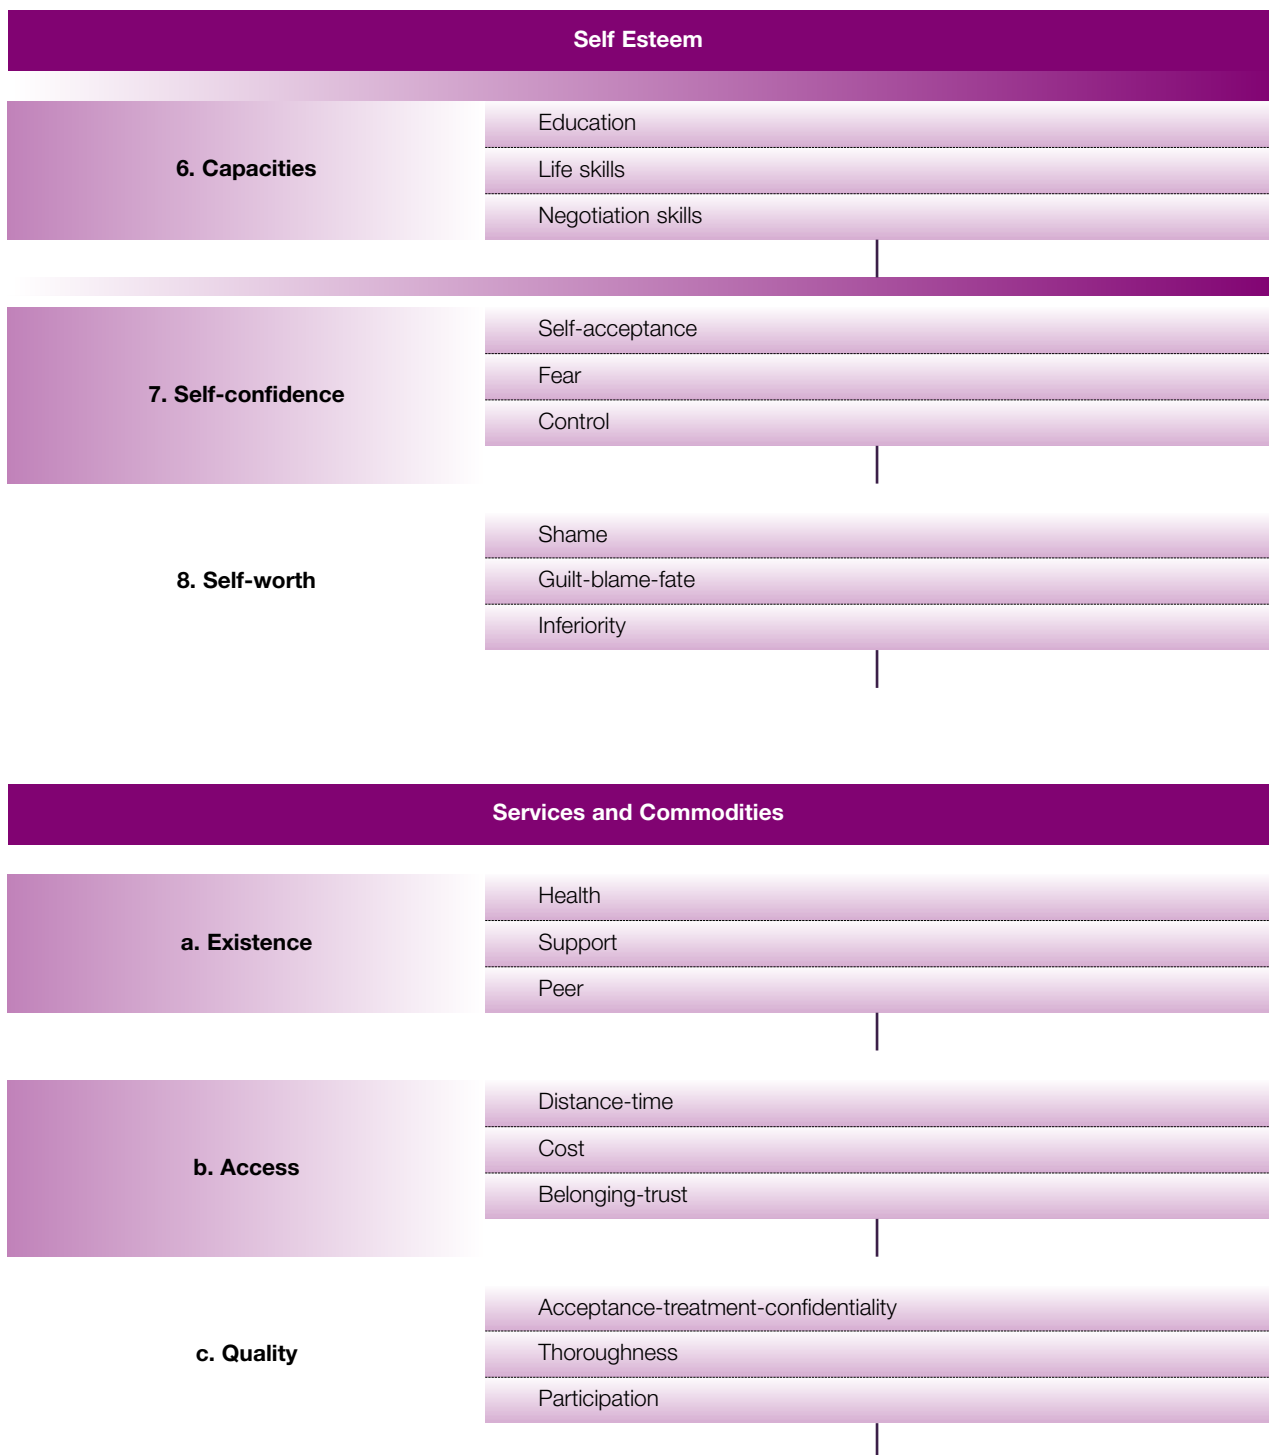 Self Esteem
6. Capacities
Education
Life skills
Negotiation skills
7. Self-confidence
Self-acceptance
Fear
Control
8. Self-worth
Shame
Guilt-blame-fate
Inferiority
Services and Commodities
a. Existence
Health
Support
Peer
b. Access
Distance-time
Cost
Belonging-trust
c. Quality
Acceptance-treatment-confidentiality
Thoroughness
Participation